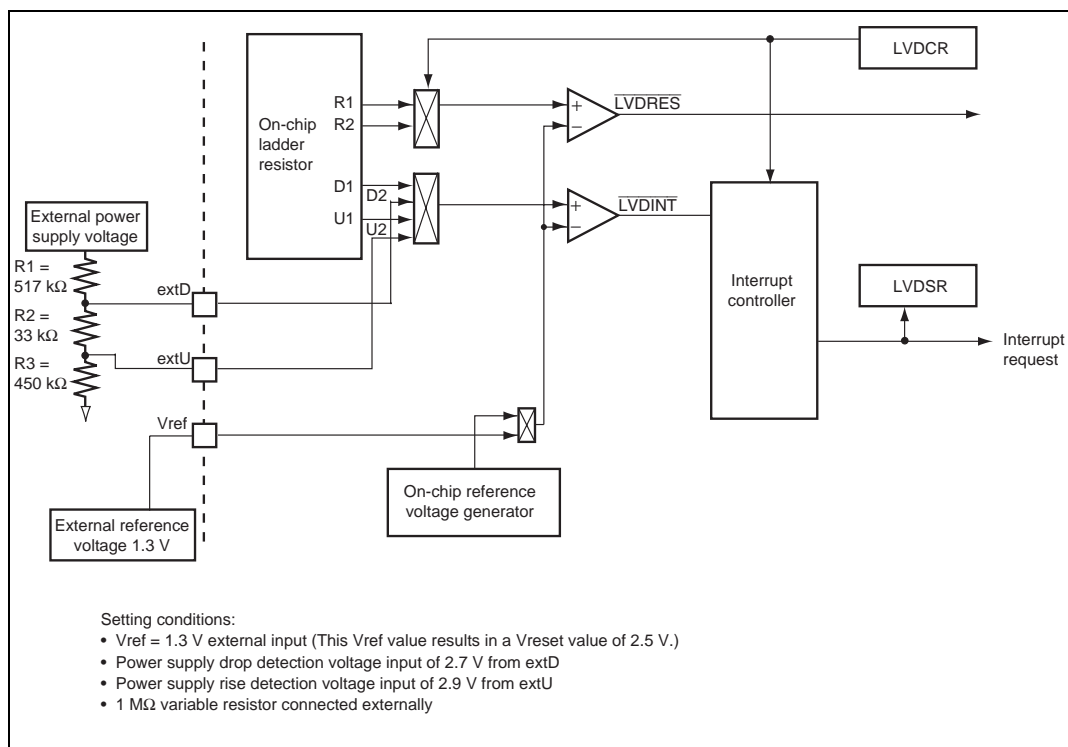 LVDCR
On-chip
ladder
resistor
R1
R2
D1
D2
U1
U2
+
−
LVDRES
+
−
LVDINT
External power
supply voltage
R1 =
517 kΩ
extD
R2 =
33 kΩ
extU
R3 =
450 kΩ
Vref
Interrupt
controller
LVDSR
Interrupt
request
On-chip reference
voltage generator
External reference
voltage 1.3 V
Setting conditions:
• Vref = 1.3 V external input (This Vref value results in a Vreset value of 2.5 V.)
• Power supply drop detection voltage input of 2.7 V from extD
• Power supply rise detection voltage input of 2.9 V from extU
• 1 MΩ variable resistor connected externally